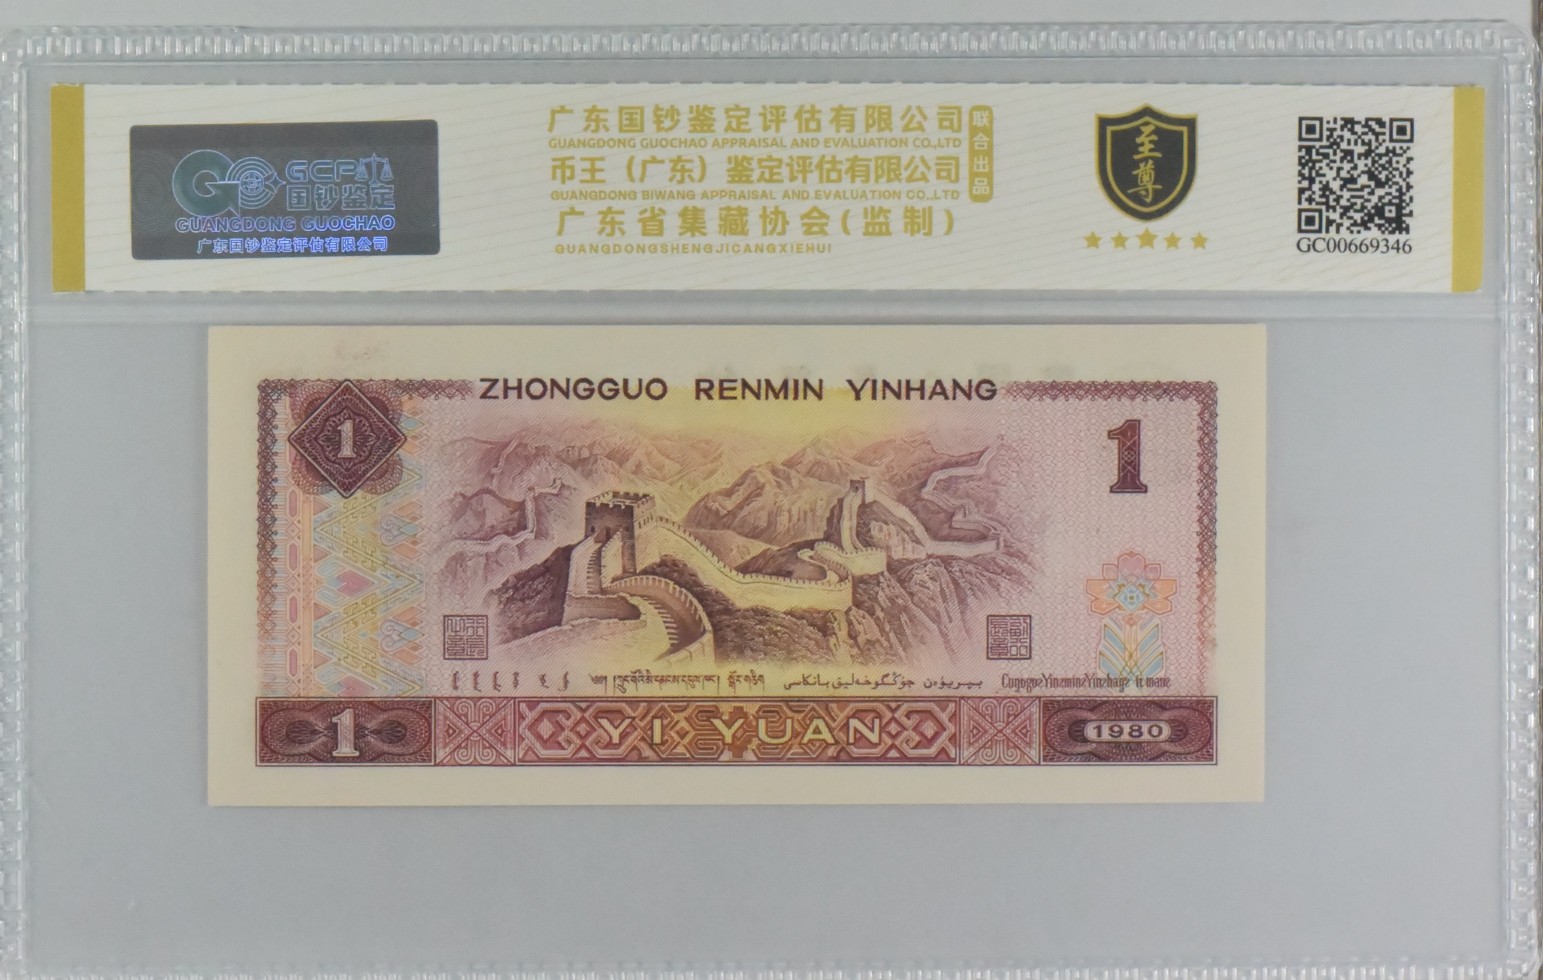 GCF
国钞鉴定
GUANGDONG GUOCHAO
广东国钞鉴定评估有限公司
广东国钞鉴定评估有限公司
GUANGDONG GUOCHAO APPRAISAL AND EVALUATION CO.,LTD
币王（广东）鉴定评估有限公司
GUANGDONG BIWANG APPRAISAL AND EVALUATION CO.,LTD
广东省集藏协会(监制)
GUANGDONGSHENGJICANGXIEHUI
联合出品
至尊
GC00669346
ZHONGGUO RENMIN YINHANG
1
1
YI YUAN
1
1980